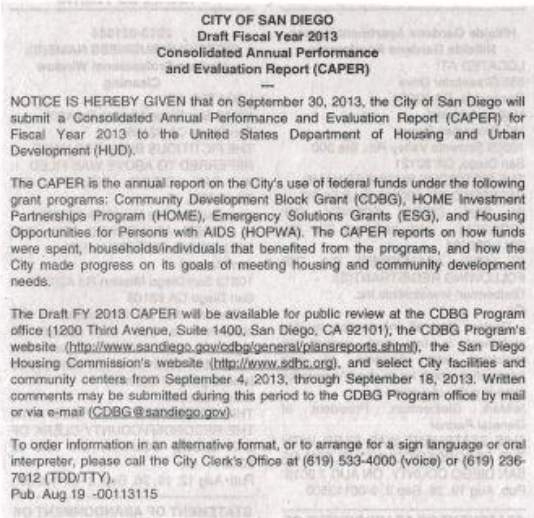 CITY OF SAN DIEGO
Draft Fiscal Year 2013
Consolidated Annual Performance
and Evaluation Report (CAPER)
---
NOTICE IS HEREBY GIVEN that on September 30, 2013, the City of San Diego will
submit a Consolidated Annual Performance and Evaluation Report (CAPER) for
Fiscal Year 2013 to the United States Department of Housing and Urban
Development (HUD).
The CAPER is the annual report on the City's use of federal funds under the following
grant programs: Community Development Block Grant (CDBG), HOME Investment
Partnerships Program (HOME), Emergency Solutions Grants (ESG), and Housing
Opportunities for Persons with AIDS (HOPWA). The CAPER reports on how funds
were spent, households/individuals that benefited from the programs, and how the
City made progress on its goals of meeting housing and community development
needs.
The Draft FY 2013 CAPER will be available for public review at the CDBG Program
office (1200 Third Avenue, Suite 1400, San Diego, CA 92101), the CDBG Program's
website (http://www.sandiego.gov/cdbg/general/plansreports.shtml), the San Diego
Housing Commission's website (http://www.sdhc.org), and select City facilities and
community centers from September 4, 2013, through September 18, 2013. Written
comments may be submitted during this period to the CDBG Program office by mail
or via e-mail (CDBG@sandiego.gov).
To order information in an alternative format, or to arrange for a sign language or oral
interpreter, please call the City Clerk's Office at (619) 533-4000 (voice) or (619) 236-
7012 (TDD/TTY).
Pub. Aug 19 -00113115